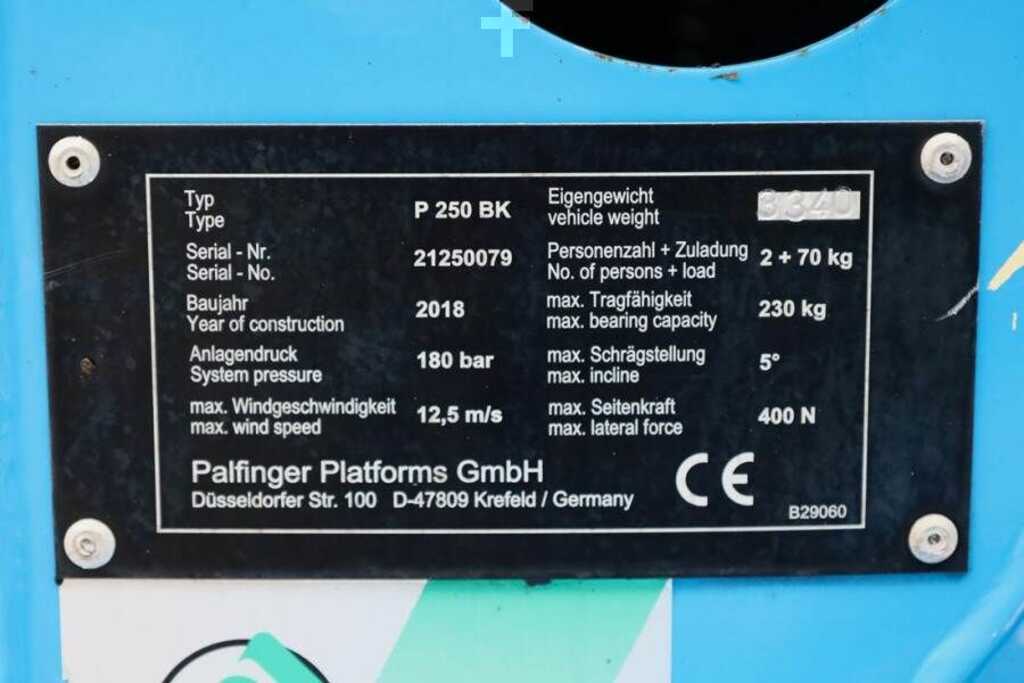 Typ
Type
P 250 BK
Eigengewicht
vehicle weight
3340
Serial - Nr.
Serial - No.
21250079
Personenzahl + Zuladung
No. of persons + load
2 + 70 kg
Baujahr
Year of construction
2018
max. Tragfähigkeit
max. bearing capacity
230 kg
Anlagendruck
System pressure
180 bar
max. Schrägstellung
max. incline
5°
max. Windgeschwindigkeit
max. wind speed
12,5 m/s
max. Seitenkraft
max. lateral force
400 N
Palfinger Platforms GmbH
Düsseldorfer Str. 100 D-47809 Krefeld / Germany
CE
B29060